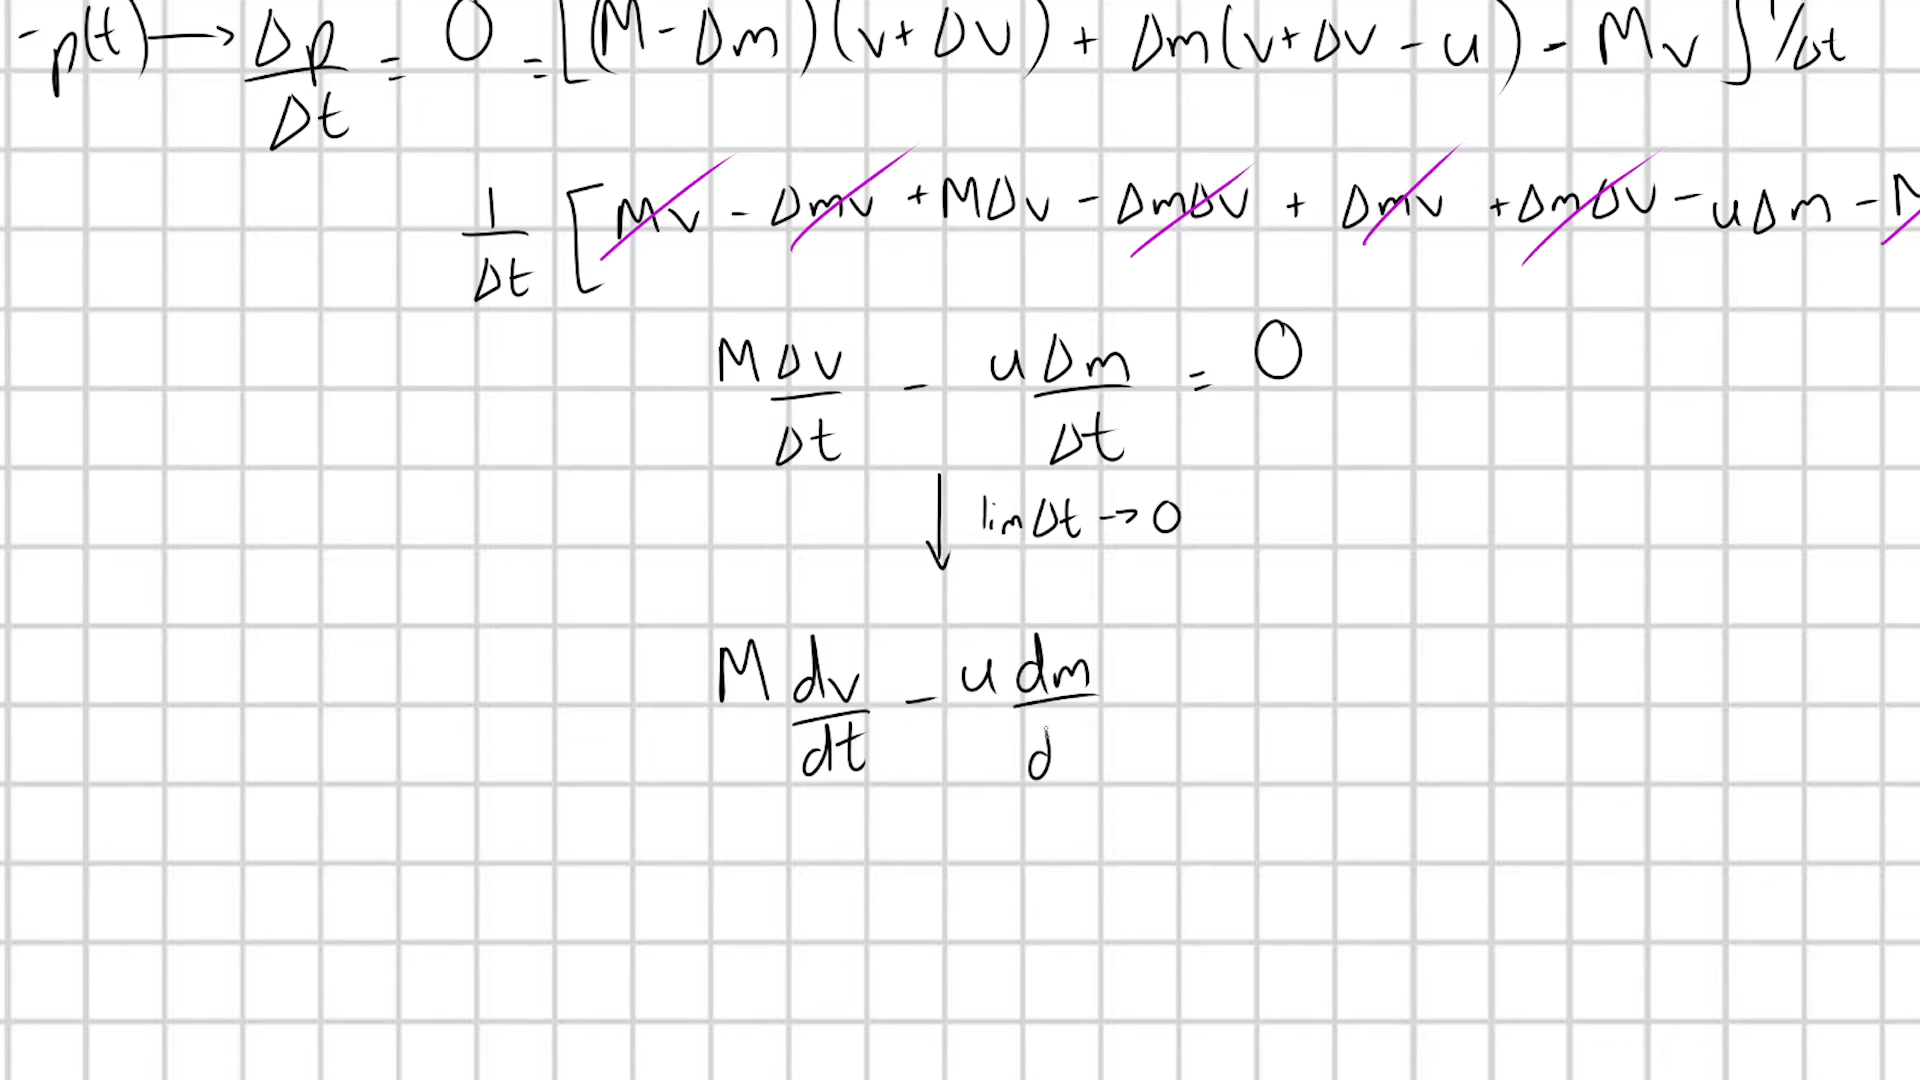 -p(t) → Δp/Δt = 0 = [(M-Δm)(v+ΔV) + Δm(v+ΔV-u) - Mv] 1/Δt
1/Δt [Mv - Δmv + MΔv - ΔmΔV + Δmv + ΔmΔV - uΔm - M
MΔv/Δt - uΔm/Δt = 0
↓ lim Δt → 0
M dv/dt - u dm/d